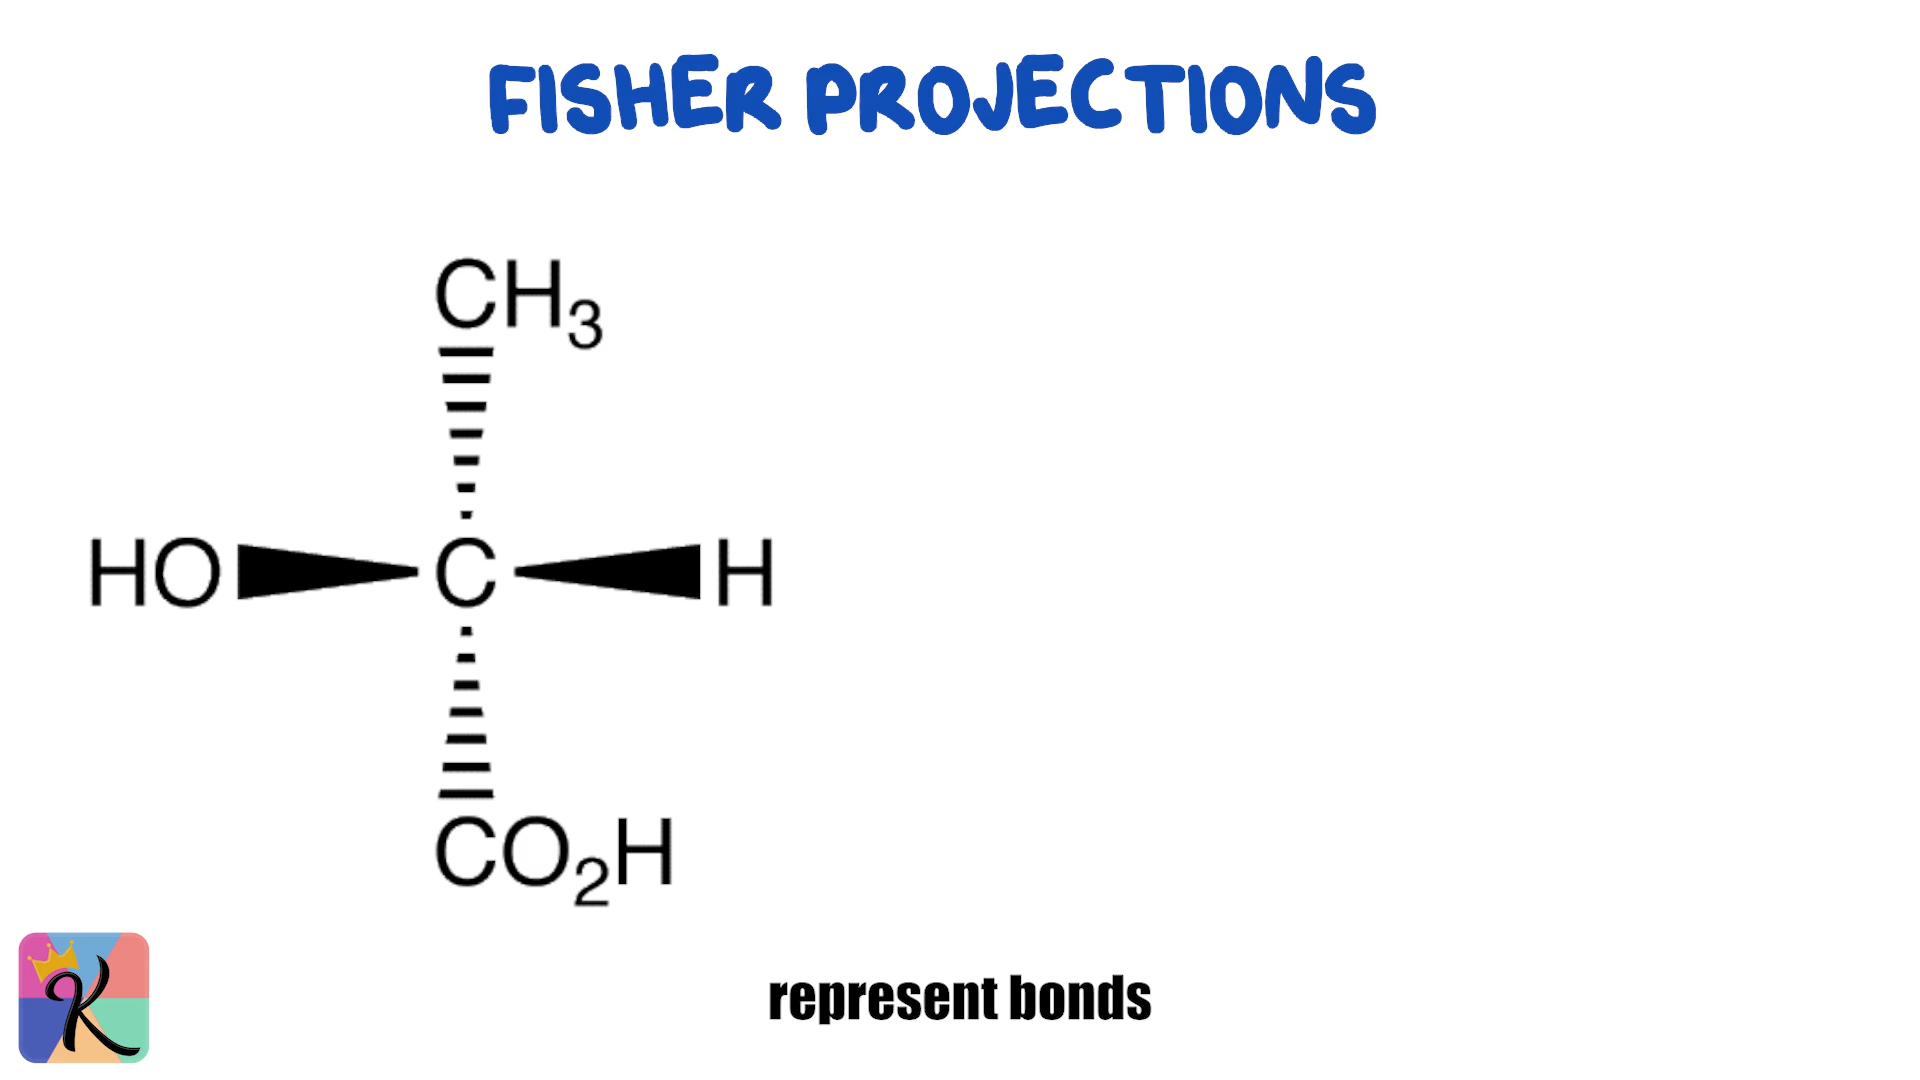 FISHER PROJECTIONS
CH₃
HO C H
CO₂H
K
represent bonds